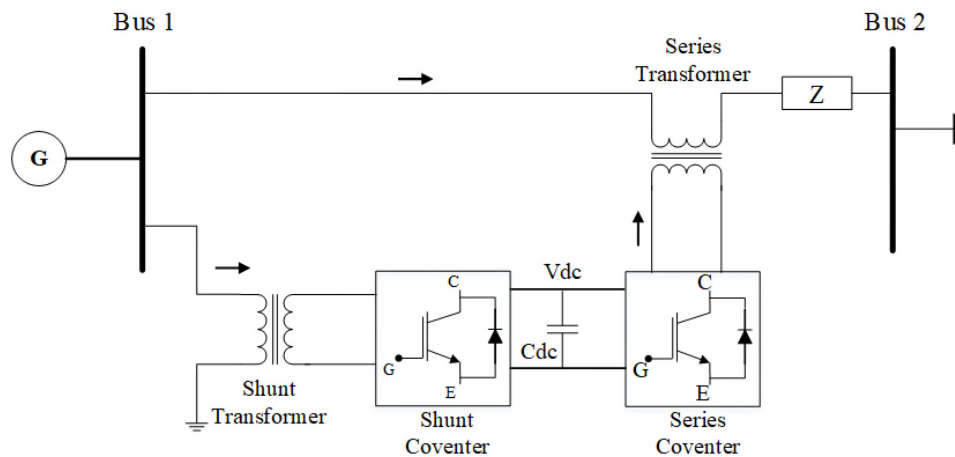 Bus 1
Bus 2
Series
Transformer
Z
G
Vdc
C
C
Cdc
G
G
E
E
Shunt
Transformer
Shunt
Coventer
Series
Coventer